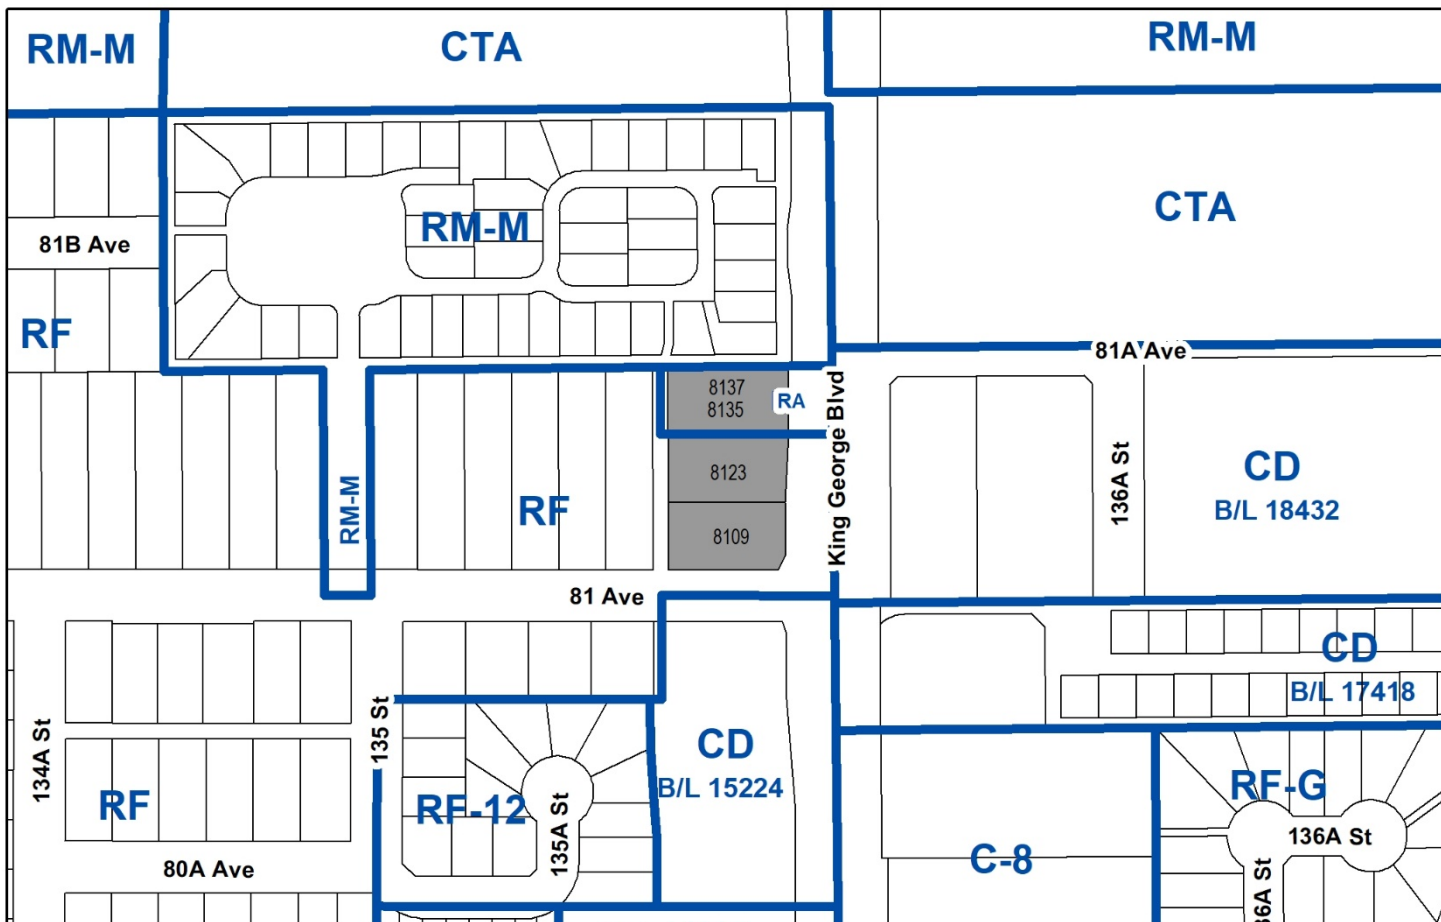 RM-M
CTA
RM-M
CTA
RM-M
81B Ave
RF
81A Ave
8137
8135
RA
King George Blvd
8123
8109
RM-M
RF
136A St
CD
B/L 18432
81 Ave
CD
B/L 17418
134A St
135 St
CD
B/L 15224
RF
RF-12
135A St
RF-G
136A St
C-8
80A Ave
36A St